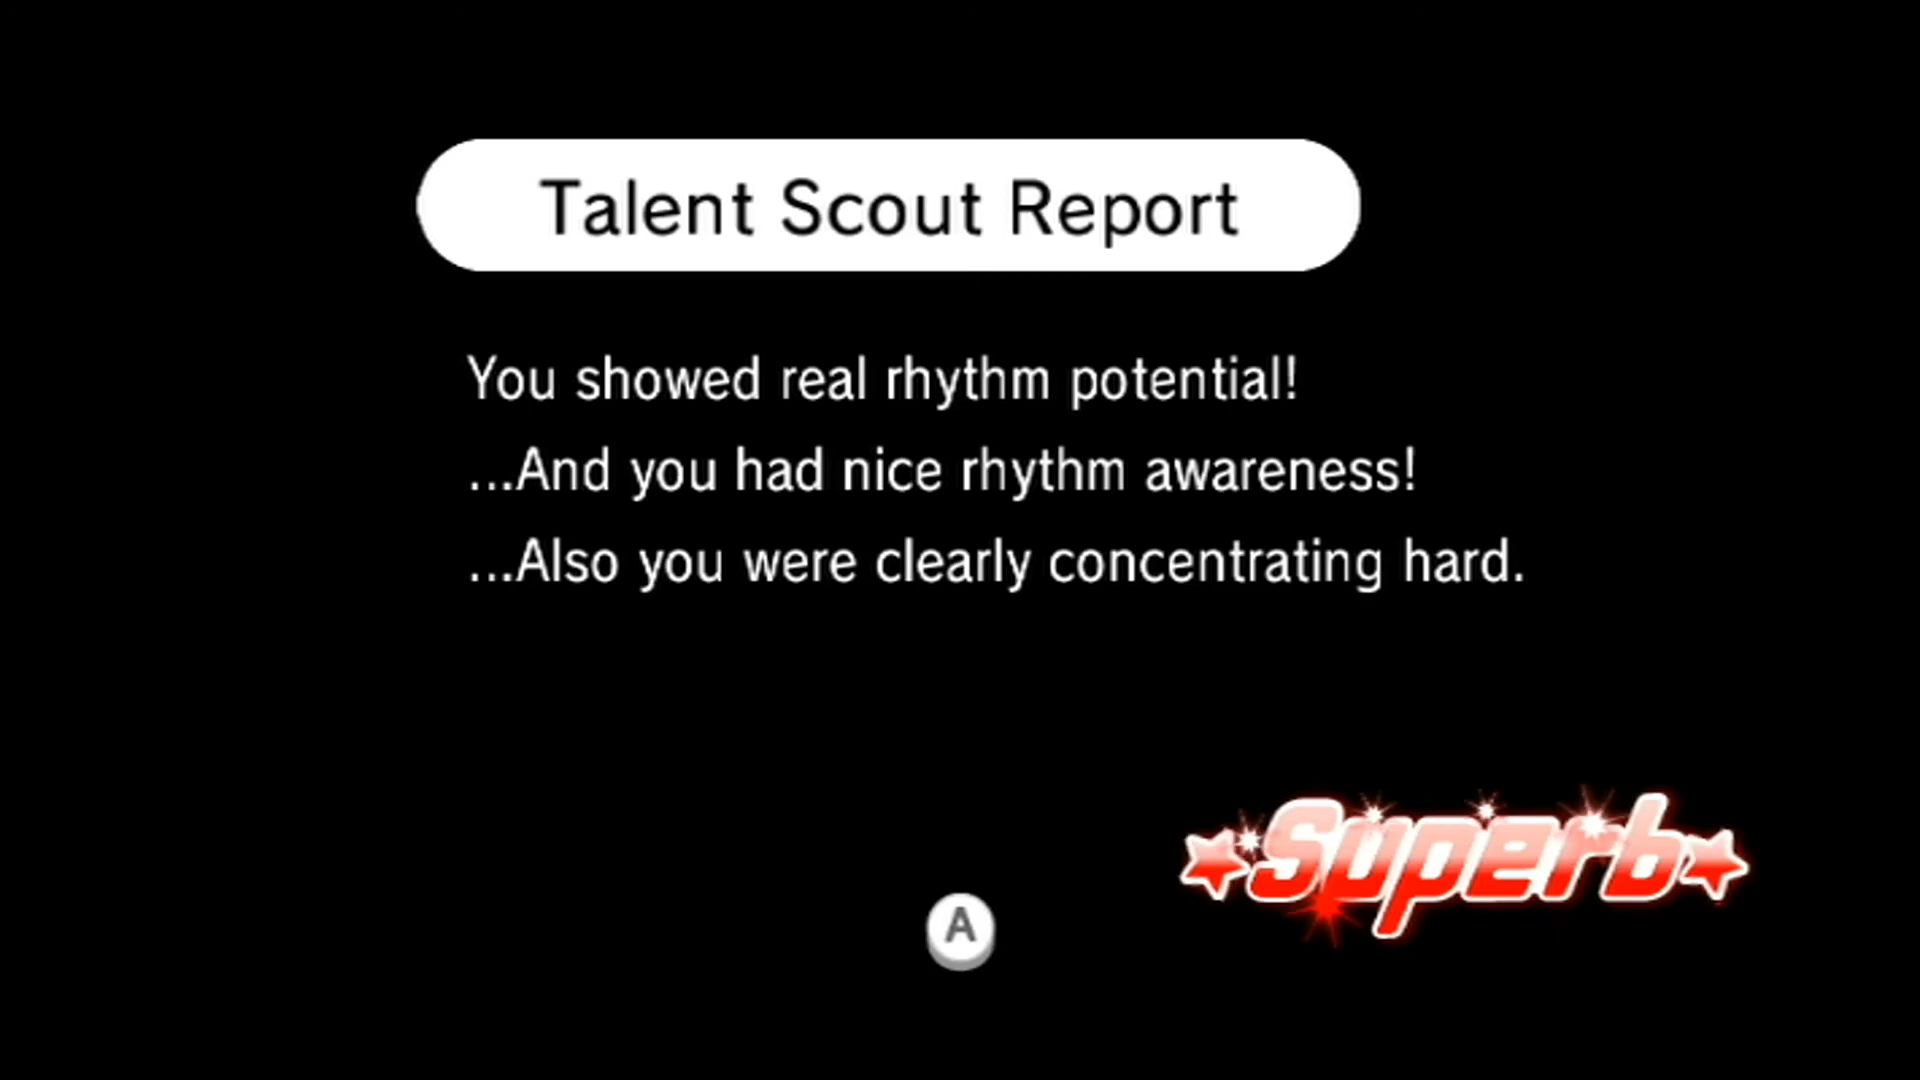 Talent Scout Report
You showed real rhythm potential!
...And you had nice rhythm awareness!
...Also you were clearly concentrating hard.
Superb
A